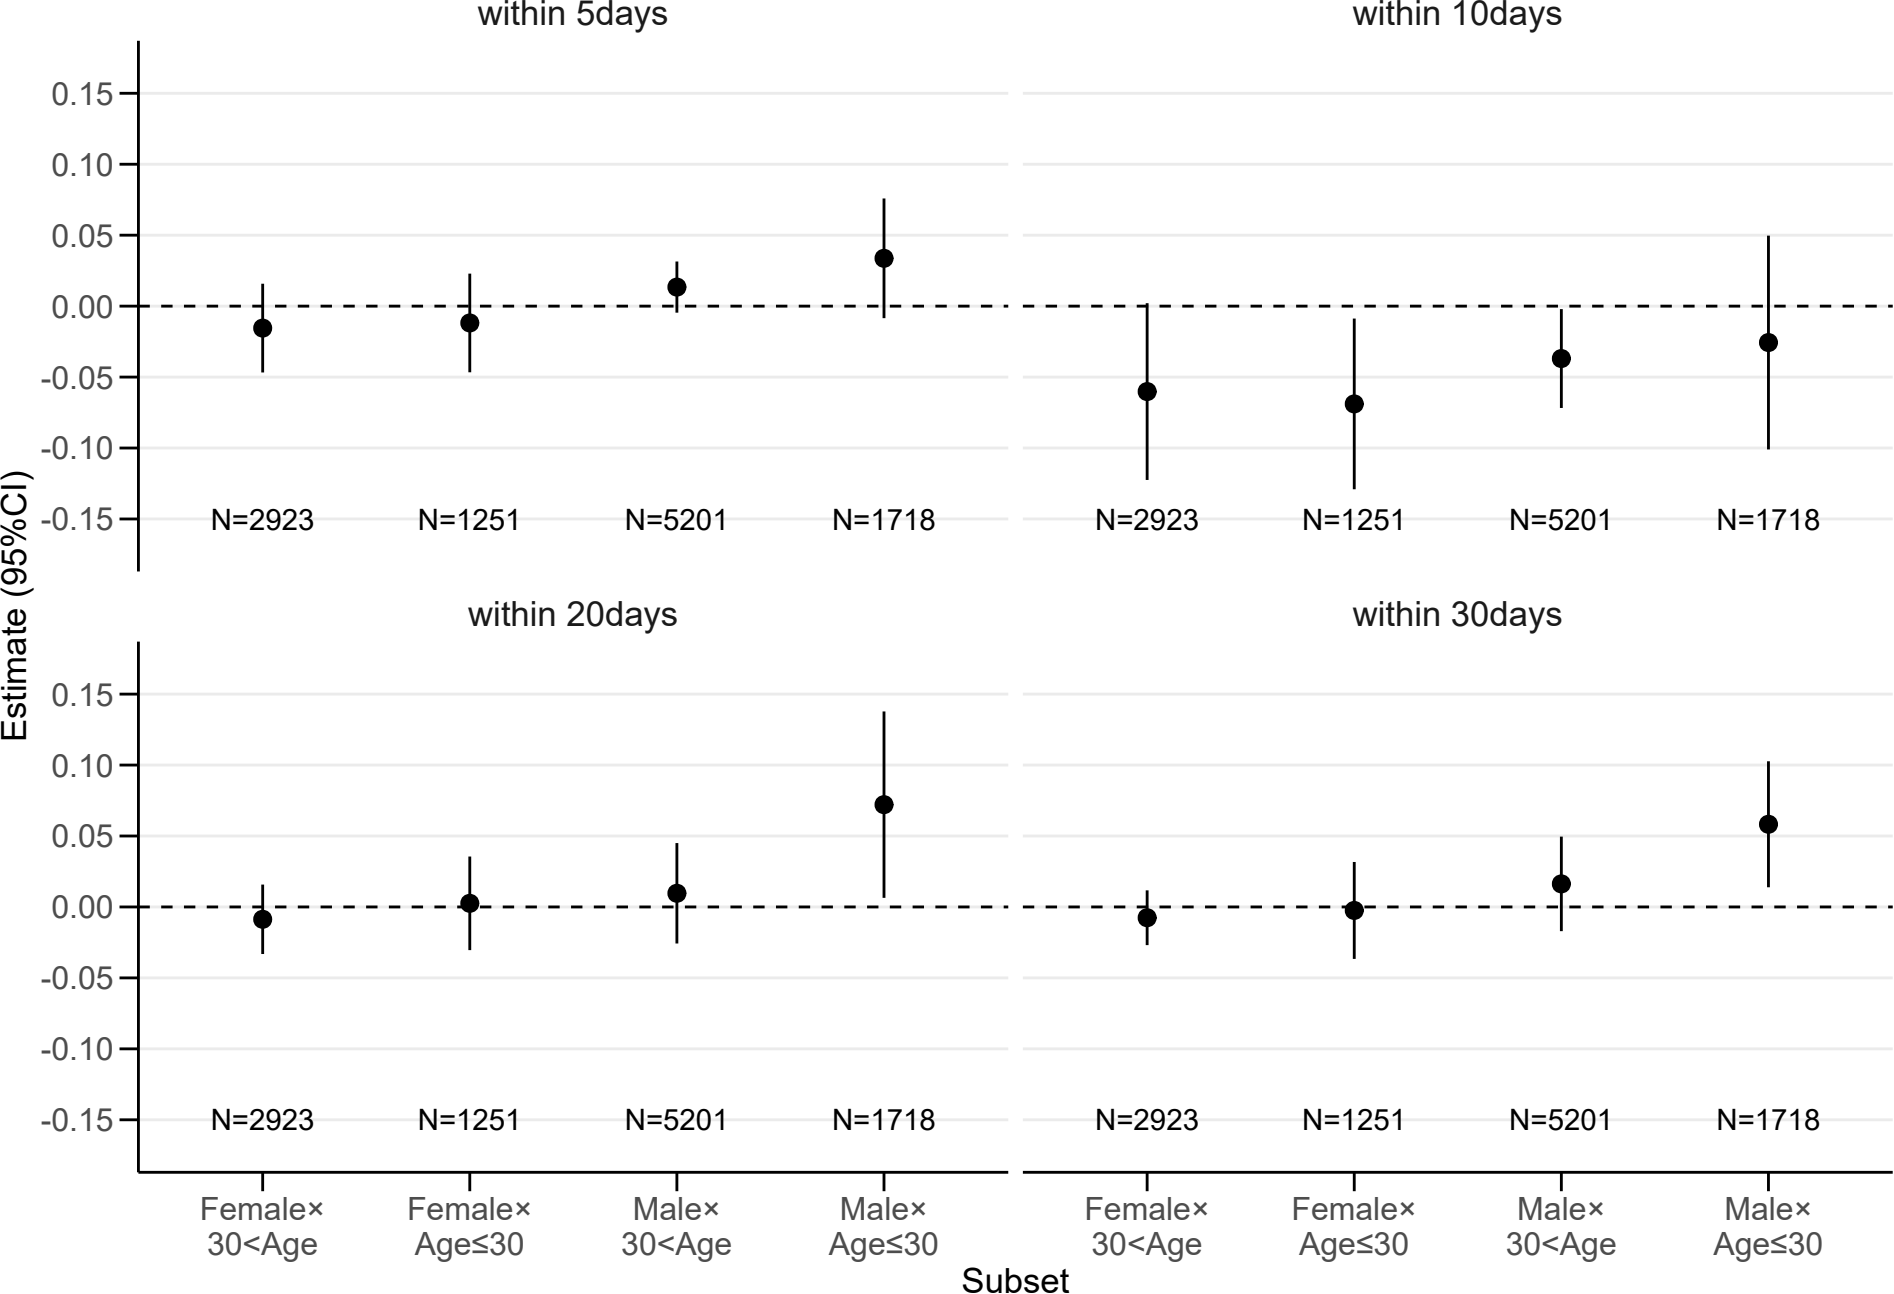 within 5days
within 10days
0.15
0.10
0.05
0.00
-0.05
-0.10
-0.15
N=2923 N=1251 N=5201 N=1718
N=2923 N=1251 N=5201 N=1718
Estimate (95%CI)
within 20days
within 30days
0.15
0.10
0.05
0.00
-0.05
-0.10
-0.15
N=2923 N=1251 N=5201 N=1718
N=2923 N=1251 N=5201 N=1718
Female× Female× Male× Male×
30<Age Age≤30 30<Age Age≤30
Female× Female× Male× Male×
30<Age Age≤30 30<Age Age≤30
Subset